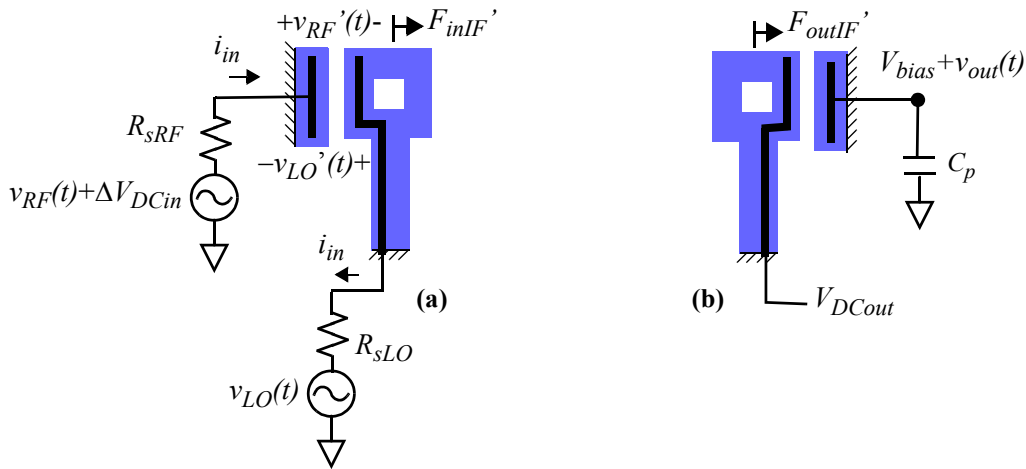 +v_RF'(t)-
F_inIF'
i_in
R_sRF
−v_LO'(t)+
v_RF(t)+ΔV_DCin
i_in
(a)
R_sLO
v_LO(t)
F_outIF'
V_bias+v_out(t)
C_p
(b)
V_DCout